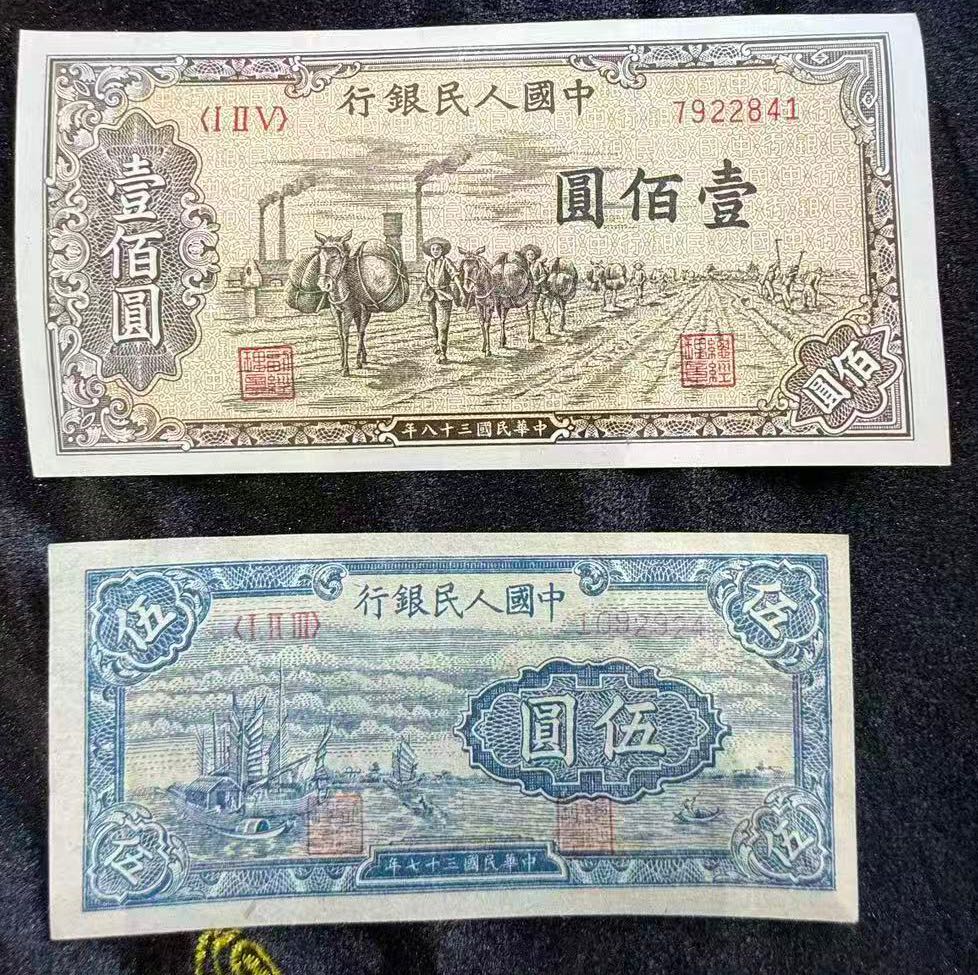 中國人民銀行
〈I II V〉
7922841
壹佰圓
壹佰圓
佰圓
中華民國三十八年
中國人民銀行
〈I II III〉
伍
伍
伍圓
伍
伍
中華民國三十七年